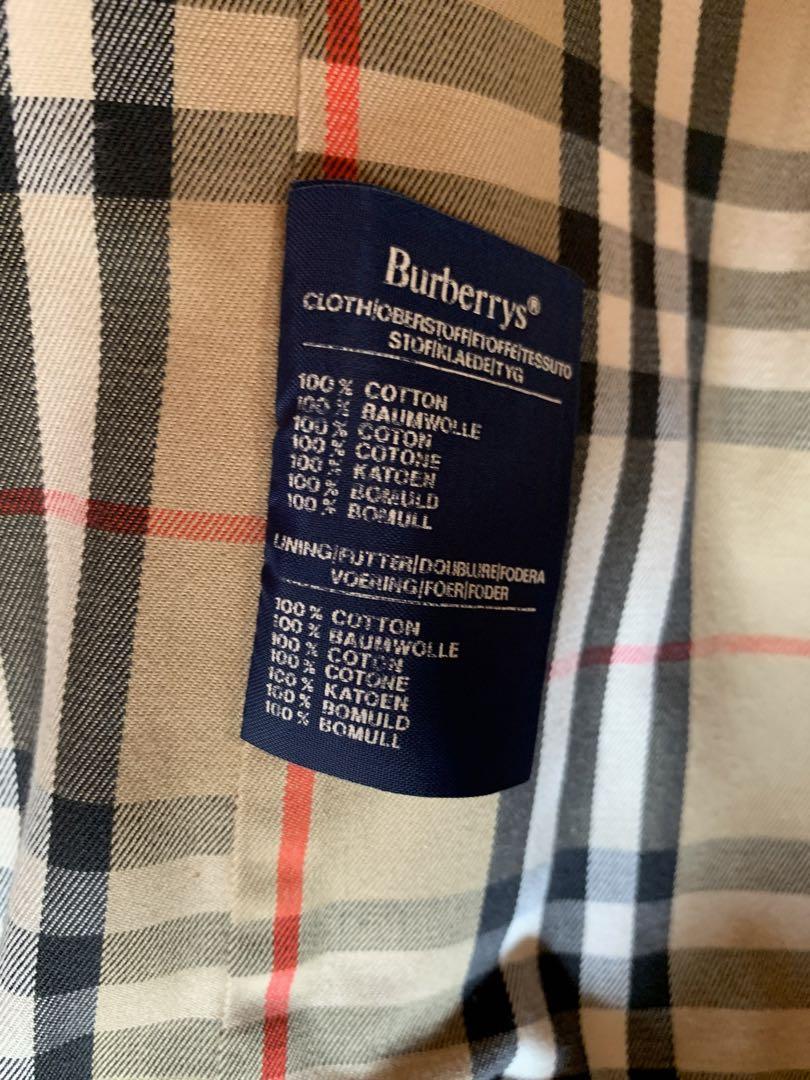 Burberrys®
CLOTH/OBERSTOFF/ETOFFE/TESSUTO
STOF/KLAEDE/TYG
100 % COTTON
100 % BAUMWOLLE
100 % COTON
100 % COTONE
100 % KATOEN
100 % BOMULD
100 % BOMULL
LINING/FUTTER/DOUBLURE/FODERA
VOERING/FOER/FODER
100 % COTTON
100 % BAUMWOLLE
100 % COTON
100 % COTONE
100 % KATOEN
100 % BOMULD
100 % BOMULL